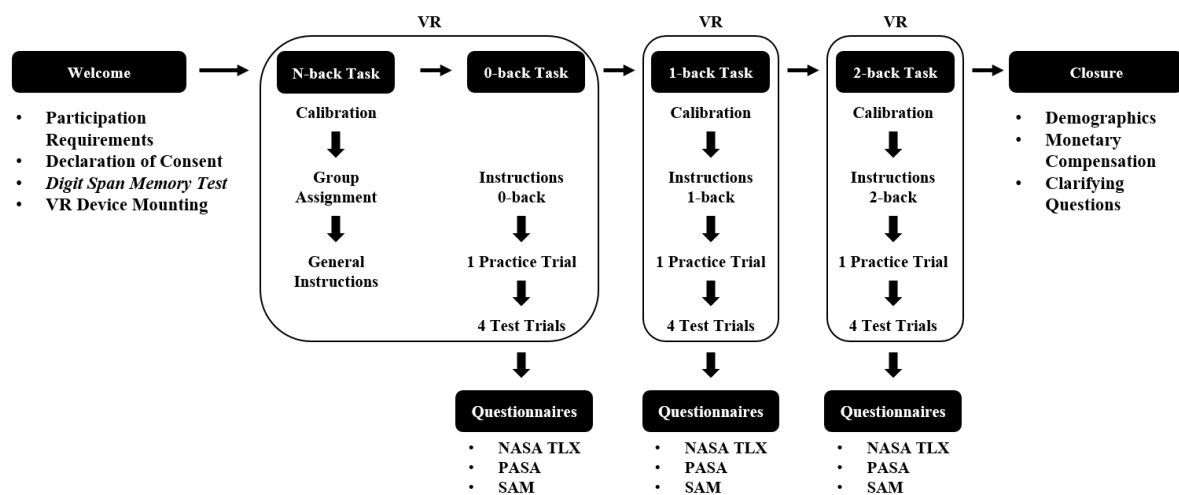 VR
VR
VR
Welcome
N-back Task
0-back Task
1-back Task
2-back Task
Closure
• Participation
Requirements
• Declaration of Consent
• Digit Span Memory Test
• VR Device Mounting
Calibration
Group
Assignment
General
Instructions
Instructions
0-back
1 Practice Trial
4 Test Trials
Calibration
Instructions
1-back
1 Practice Trial
4 Test Trials
Calibration
Instructions
2-back
1 Practice Trial
4 Test Trials
• Demographics
• Monetary
Compensation
• Clarifying
Questions
Questionnaires
• NASA TLX
• PASA
• SAM
Questionnaires
• NASA TLX
• PASA
• SAM
Questionnaires
• NASA TLX
• PASA
• SAM